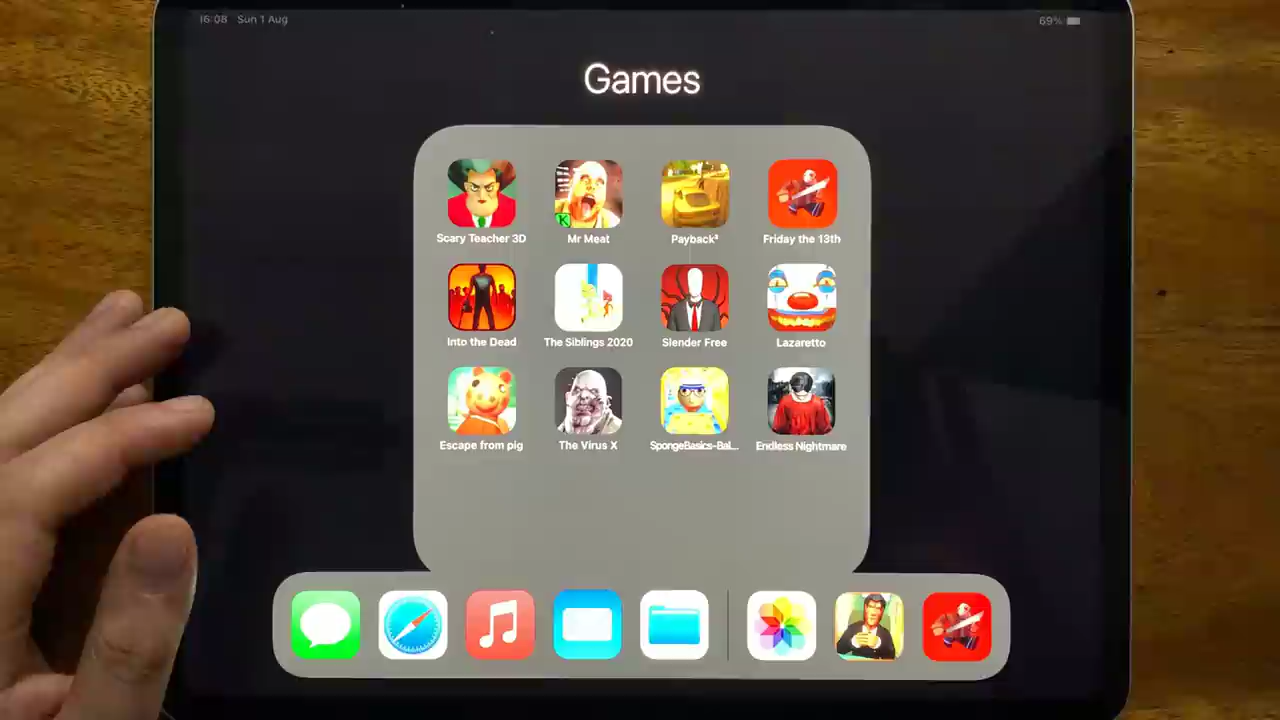 16:08 Sun 1 Aug 69%
Games
Scary Teacher 3D Mr Meat Payback² Friday the 13th
Into the Dead The Siblings 2020 Slender Free Lazaretto
Escape from pig The Virus X SpongeBasics-Bal... Endless Nightmare
K